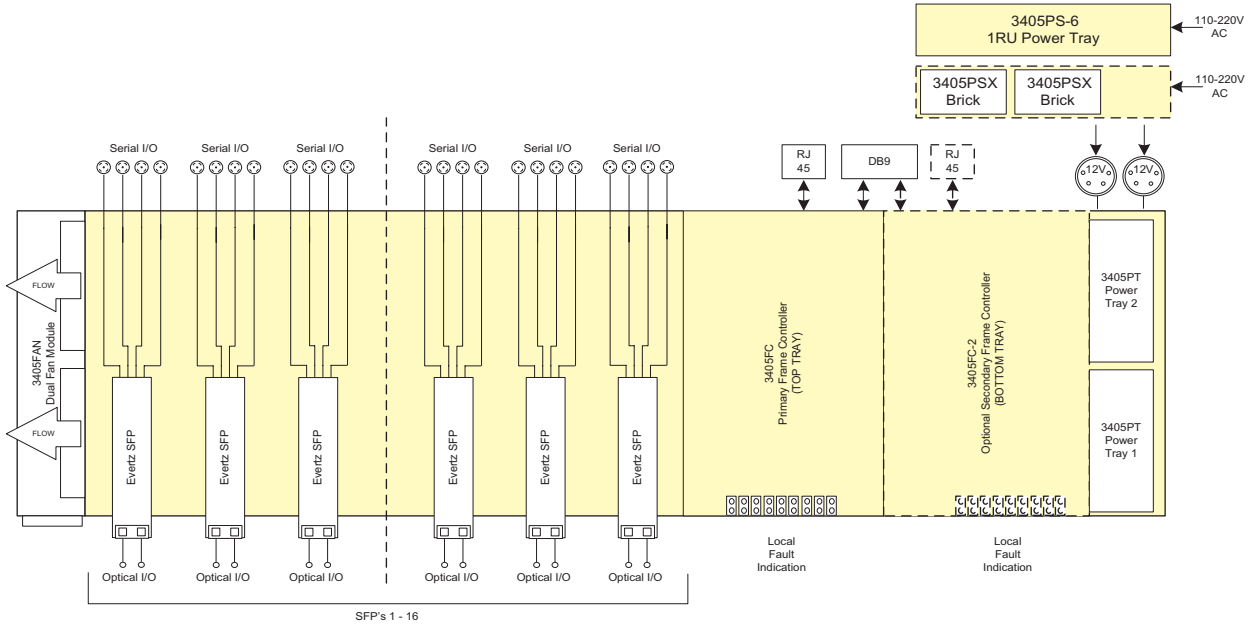 3405PS-6
1RU Power Tray
110-220V
AC
3405PSX
Brick
3405PSX
Brick
110-220V
AC
Serial I/O
Serial I/O
Serial I/O
Serial I/O
Serial I/O
Serial I/O
RJ
45
DB9
RJ
45
12V
12V
FLOW
FLOW
3405FAN
Dual Fan Module
Evertz SFP
Evertz SFP
Evertz SFP
Evertz SFP
Evertz SFP
Evertz SFP
3405FC
Primary Frame Controller
(TOP TRAY)
3405FC-2
Optional Secondary Frame Controller
(BOTTOM TRAY)
3405PT
Power
Tray 2
3405PT
Power
Tray 1
Optical I/O
Optical I/O
Optical I/O
Optical I/O
Optical I/O
Optical I/O
Local
Fault
Indication
Local
Fault
Indication
SFP's 1 - 16